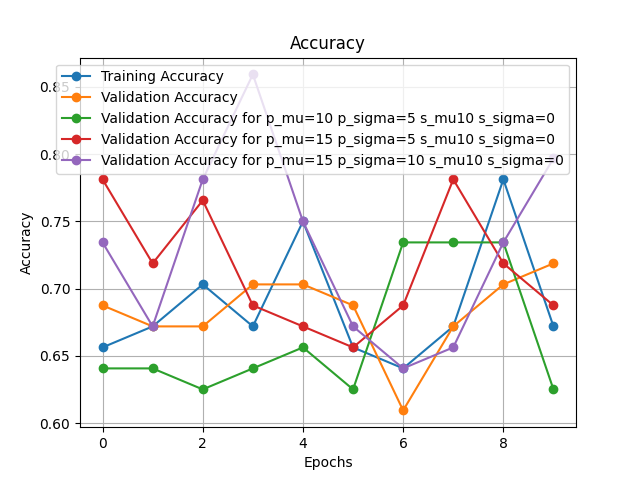 Accuracy
Training Accuracy
Validation Accuracy
Validation Accuracy for p_mu=10 p_sigma=5 s_mu10 s_sigma=0
Validation Accuracy for p_mu=15 p_sigma=5 s_mu10 s_sigma=0
Validation Accuracy for p_mu=15 p_sigma=10 s_mu10 s_sigma=0
0.85
0.80
0.75
0.70
0.65
0.60
Accuracy
0 2 4 6 8
Epochs